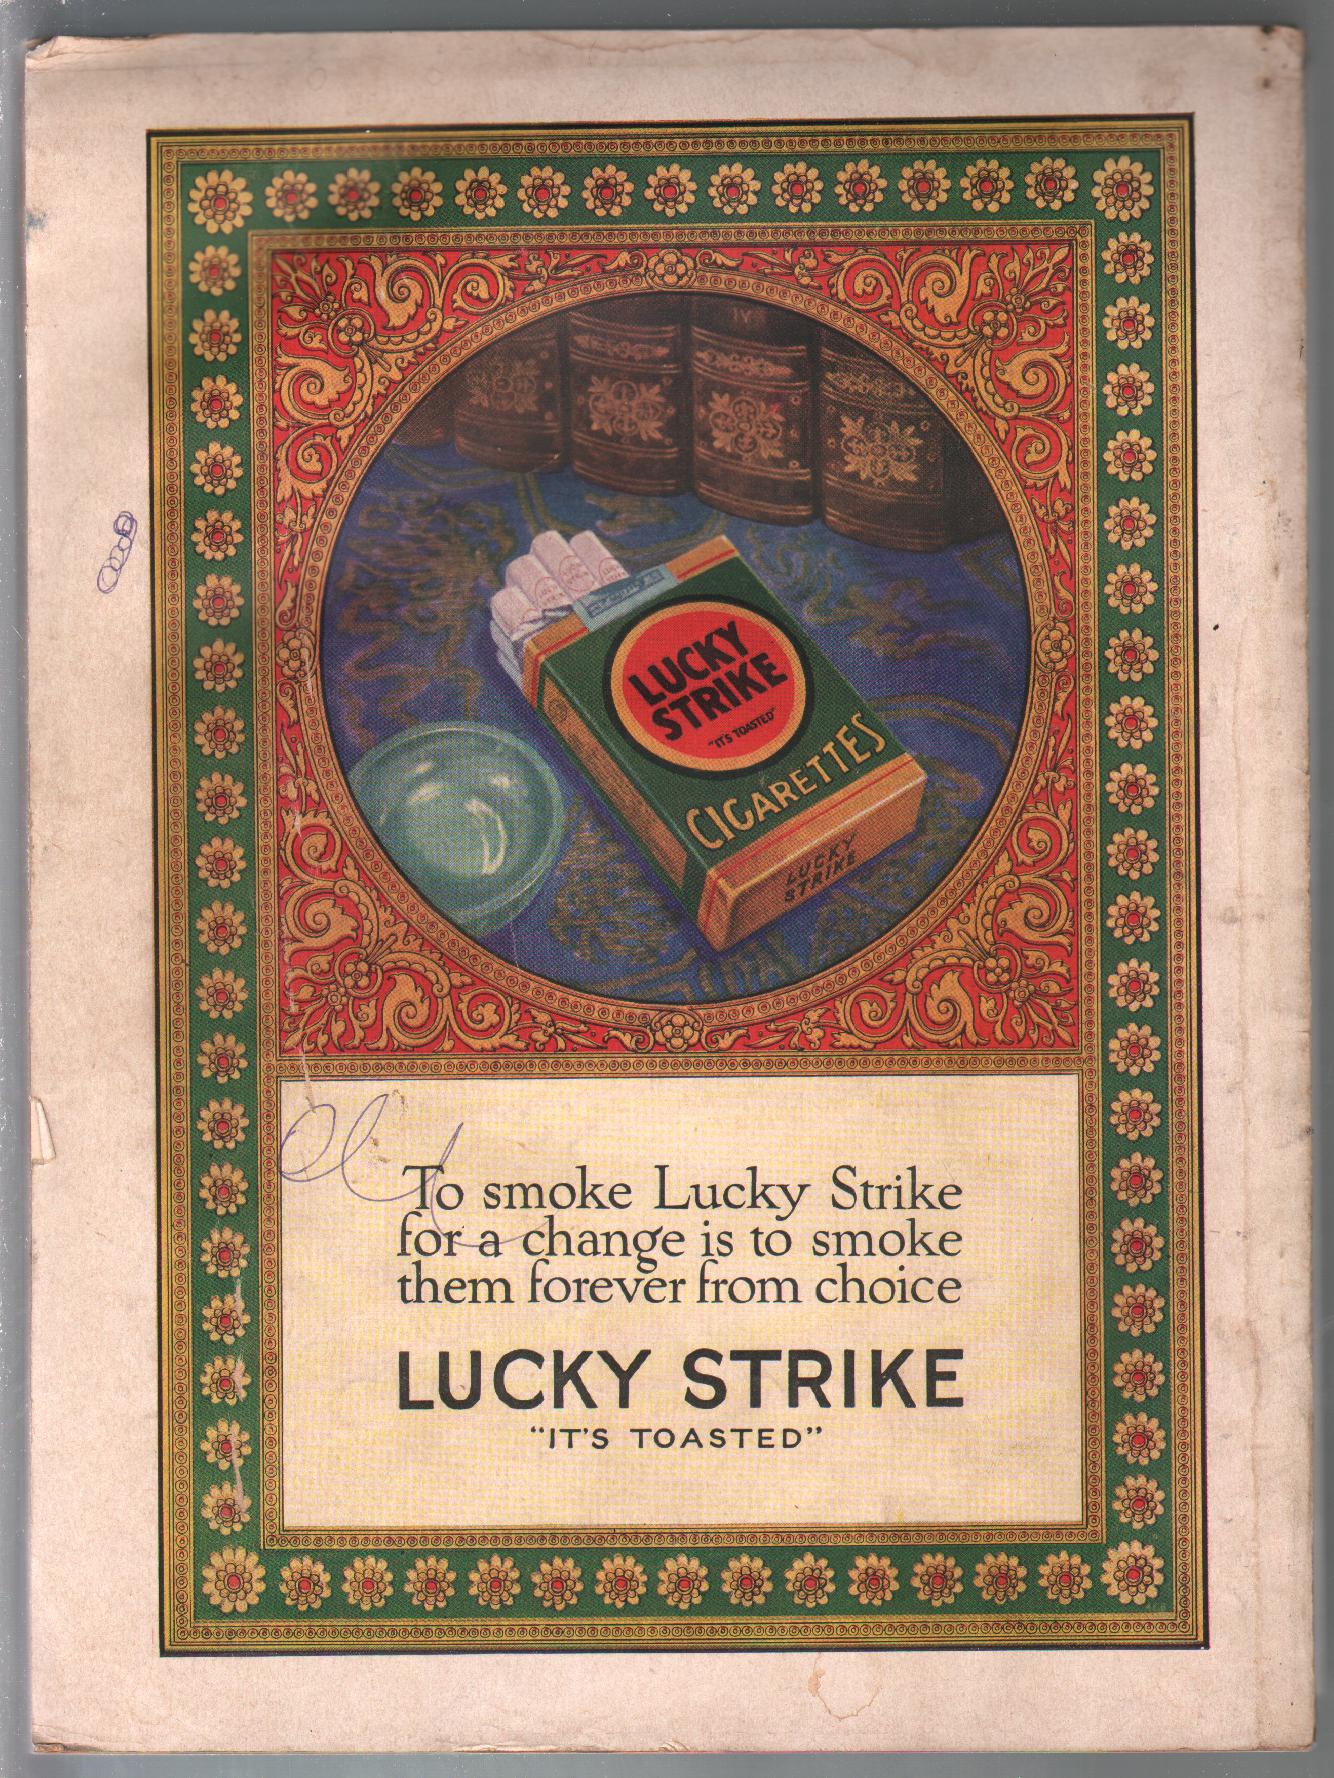 IV
LUCKY
STRIKE
"IT'S TOASTED"
CIGARETTES
LUCKY
STRIKE
To smoke Lucky Strike
for a change is to smoke
them forever from choice
LUCKY STRIKE
"IT'S TOASTED"